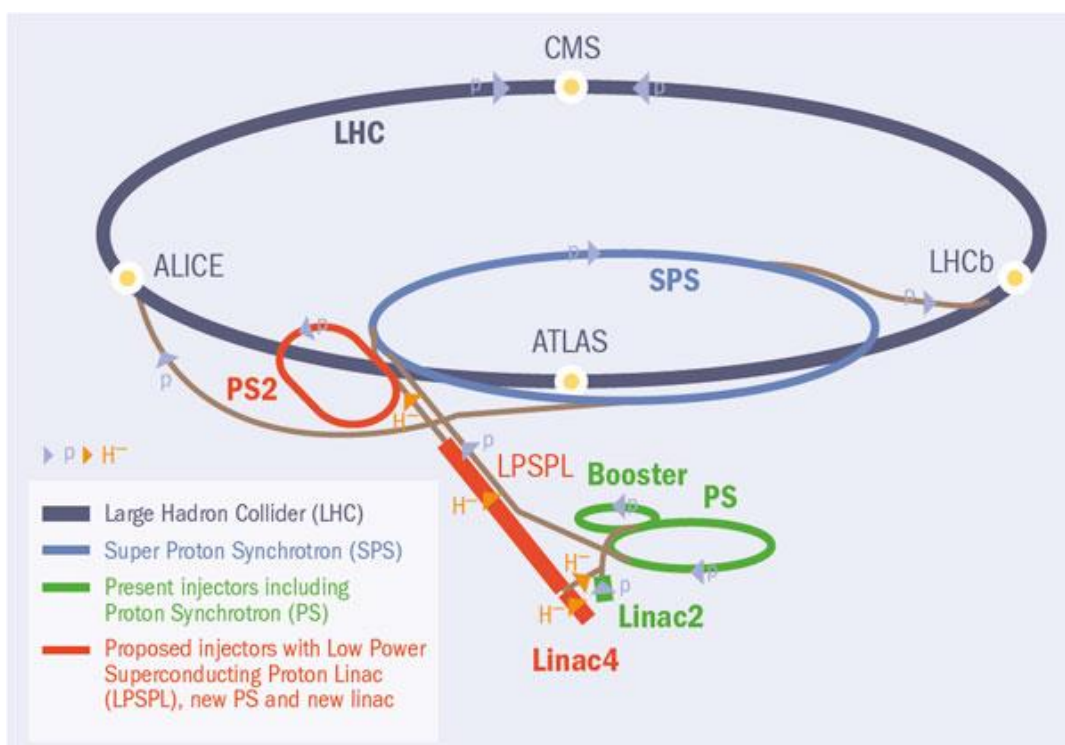 CMS
p
p
LHC
p
ALICE
SPS
LHCb
p
p
ATLAS
PS2
p
H⁻
p
p H⁻
LPSPL
Booster
PS
H⁻
p
H⁻
p
p
H⁻
Linac2
Linac4
Large Hadron Collider (LHC)
Super Proton Synchrotron (SPS)
Present injectors including
Proton Synchrotron (PS)
Proposed injectors with Low Power
Superconducting Proton Linac
(LPSPL), new PS and new linac